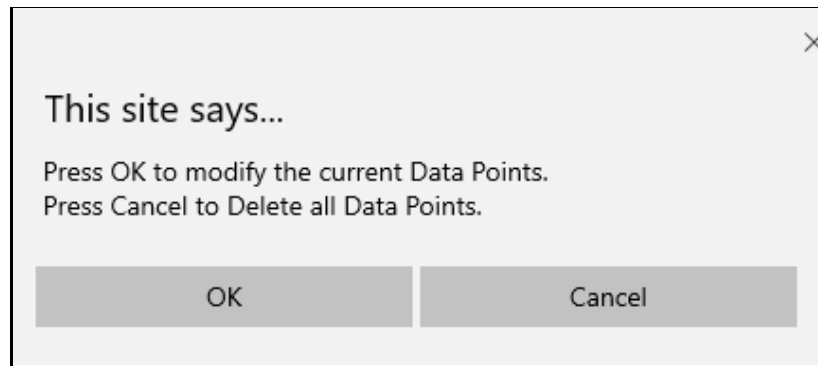 This site says...
Press OK to modify the current Data Points.
Press Cancel to Delete all Data Points.
OK
Cancel